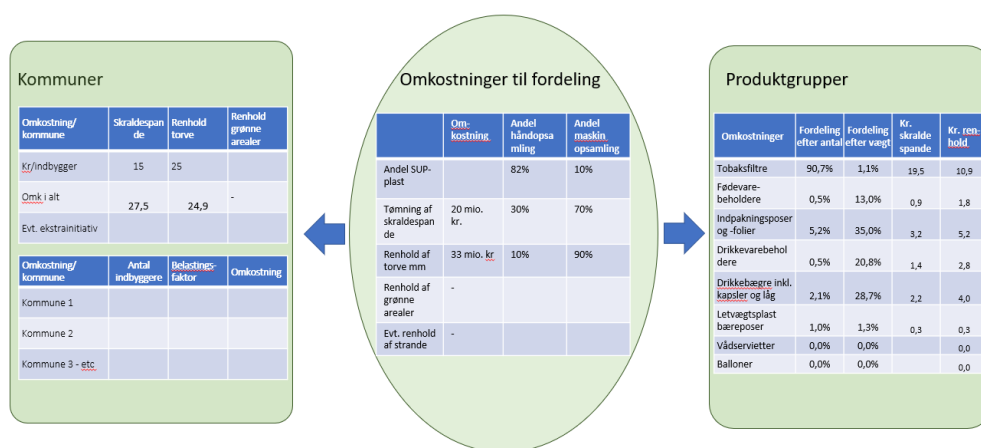 Kommuner
Omkostning/ Skraldespan Renhold Renhold
kommune de torve grønne
arealer
Kr/indbygger 15 25
Omk i alt 27,5 24,9 -
Evt. ekstrainitiativ
Omkostning/ Antal Belastings- Omkostning
kommune indbyggere faktor
Kommune 1
Kommune 2
Kommune 3 - etc
Omkostninger til fordeling
Om- Andel Andel
kostning håndopsa maskin
mling opsamling
Andel SUP- 82% 10%
plast
Tømning af 20 mio. 30% 70%
skraldespan kr.
de
Renhold af 33 mio. kr 10% 90%
torve mm
Renhold af -
grønne
arealer
Evt. renhold -
af strande
Produktgrupper
Omkostninger Fordeling Fordeling Kr. Kr. ren-
efter antal efter vægt skralde hold
spande
Tobaksfiltre 90,7% 1,1% 19,5 10,9
Fødevare- 0,5% 13,0% 0,9 1,8
beholdere
Indpakningsposer 5,2% 35,0% 3,2 5,2
og -folier
Drikkevarebehol 0,5% 20,8% 1,4 2,8
dere
Drikkebægre inkl. 2,1% 28,7% 2,2 4,0
kapsler og låg
Letvægtsplast 1,0% 1,3% 0,3 0,3
bæreposer
Vådservietter 0,0% 0,0% 0,0
Balloner 0,0% 0,0% 0,0